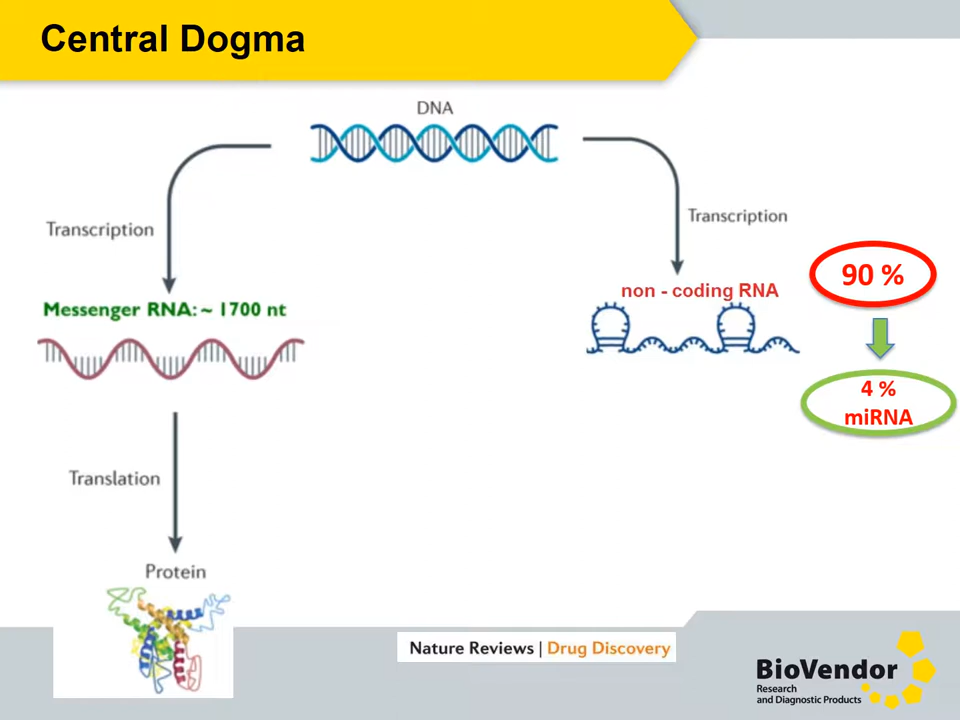 Central Dogma
DNA
Transcription
Transcription
90 %
non - coding RNA
Messenger RNA: ~ 1700 nt
4 %
miRNA
Translation
Protein
Nature Reviews | Drug Discovery
BioVendor
Research
and Diagnostic Products